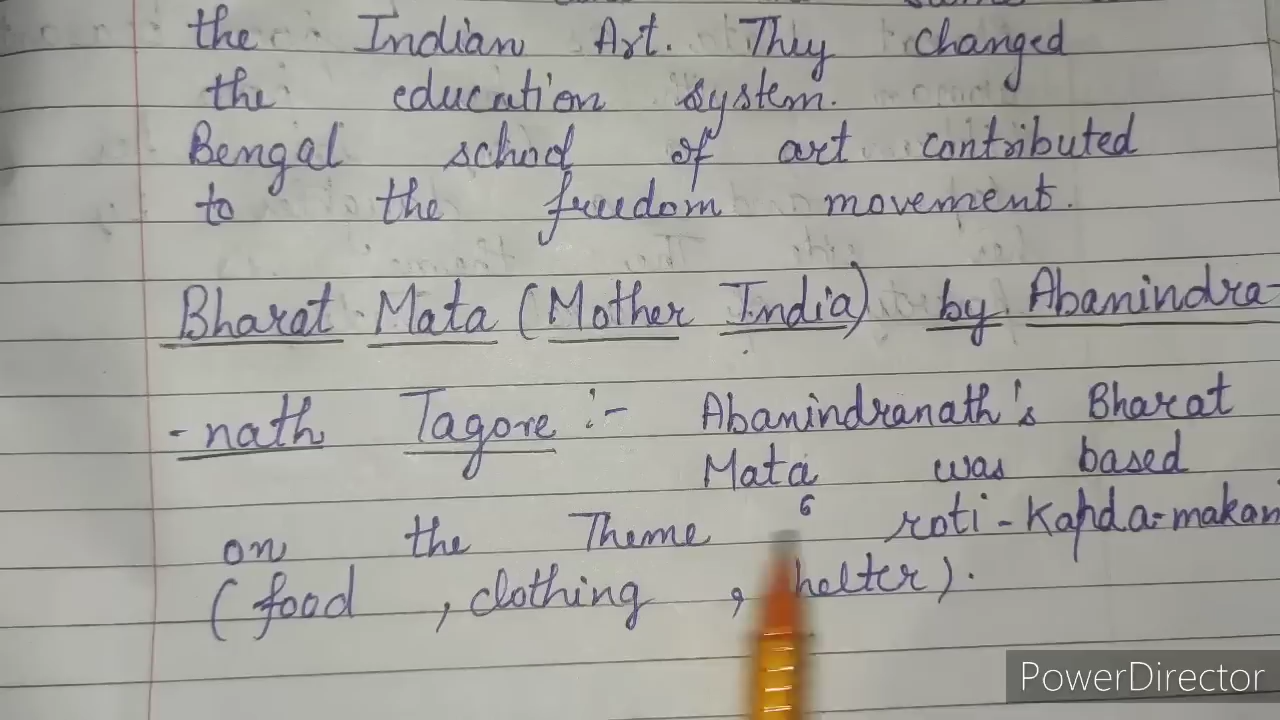 the Indian Art. They changed
the education system.
Bengal school of art contributed
to the freedom movement.
Bharat Mata (Mother India) by Abanindra-
-nath Tagore :- Abanindranath's Bharat
Mata was based
on the Theme ‘ roti-Kapda-makan
(food , clothing , shelter).
PowerDirector